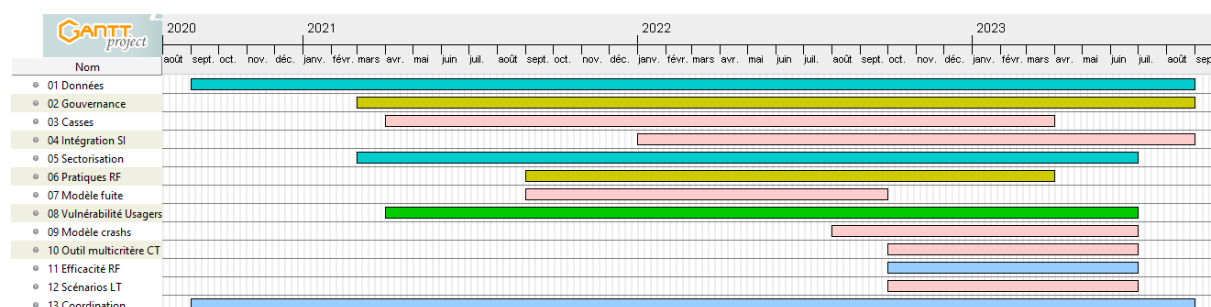 GANTT
project
2020 2021 2022 2023
Nom
août sept. oct. nov. déc. janv. févr. mars avr. mai juin juil. août sept. oct. nov. déc. janv. févr. mars avr. mai juin juil. août sept. oct. nov. déc. janv. févr. mars avr. mai juin juil. août sep
01 Données
02 Gouvernance
03 Casses
04 Intégration SI
05 Sectorisation
06 Pratiques RF
07 Modèle fuite
08 Vulnérabilité Usagers
09 Modèle crashs
10 Outil multicritère CT
11 Efficacité RF
12 Scénarios LT
13 Coordination